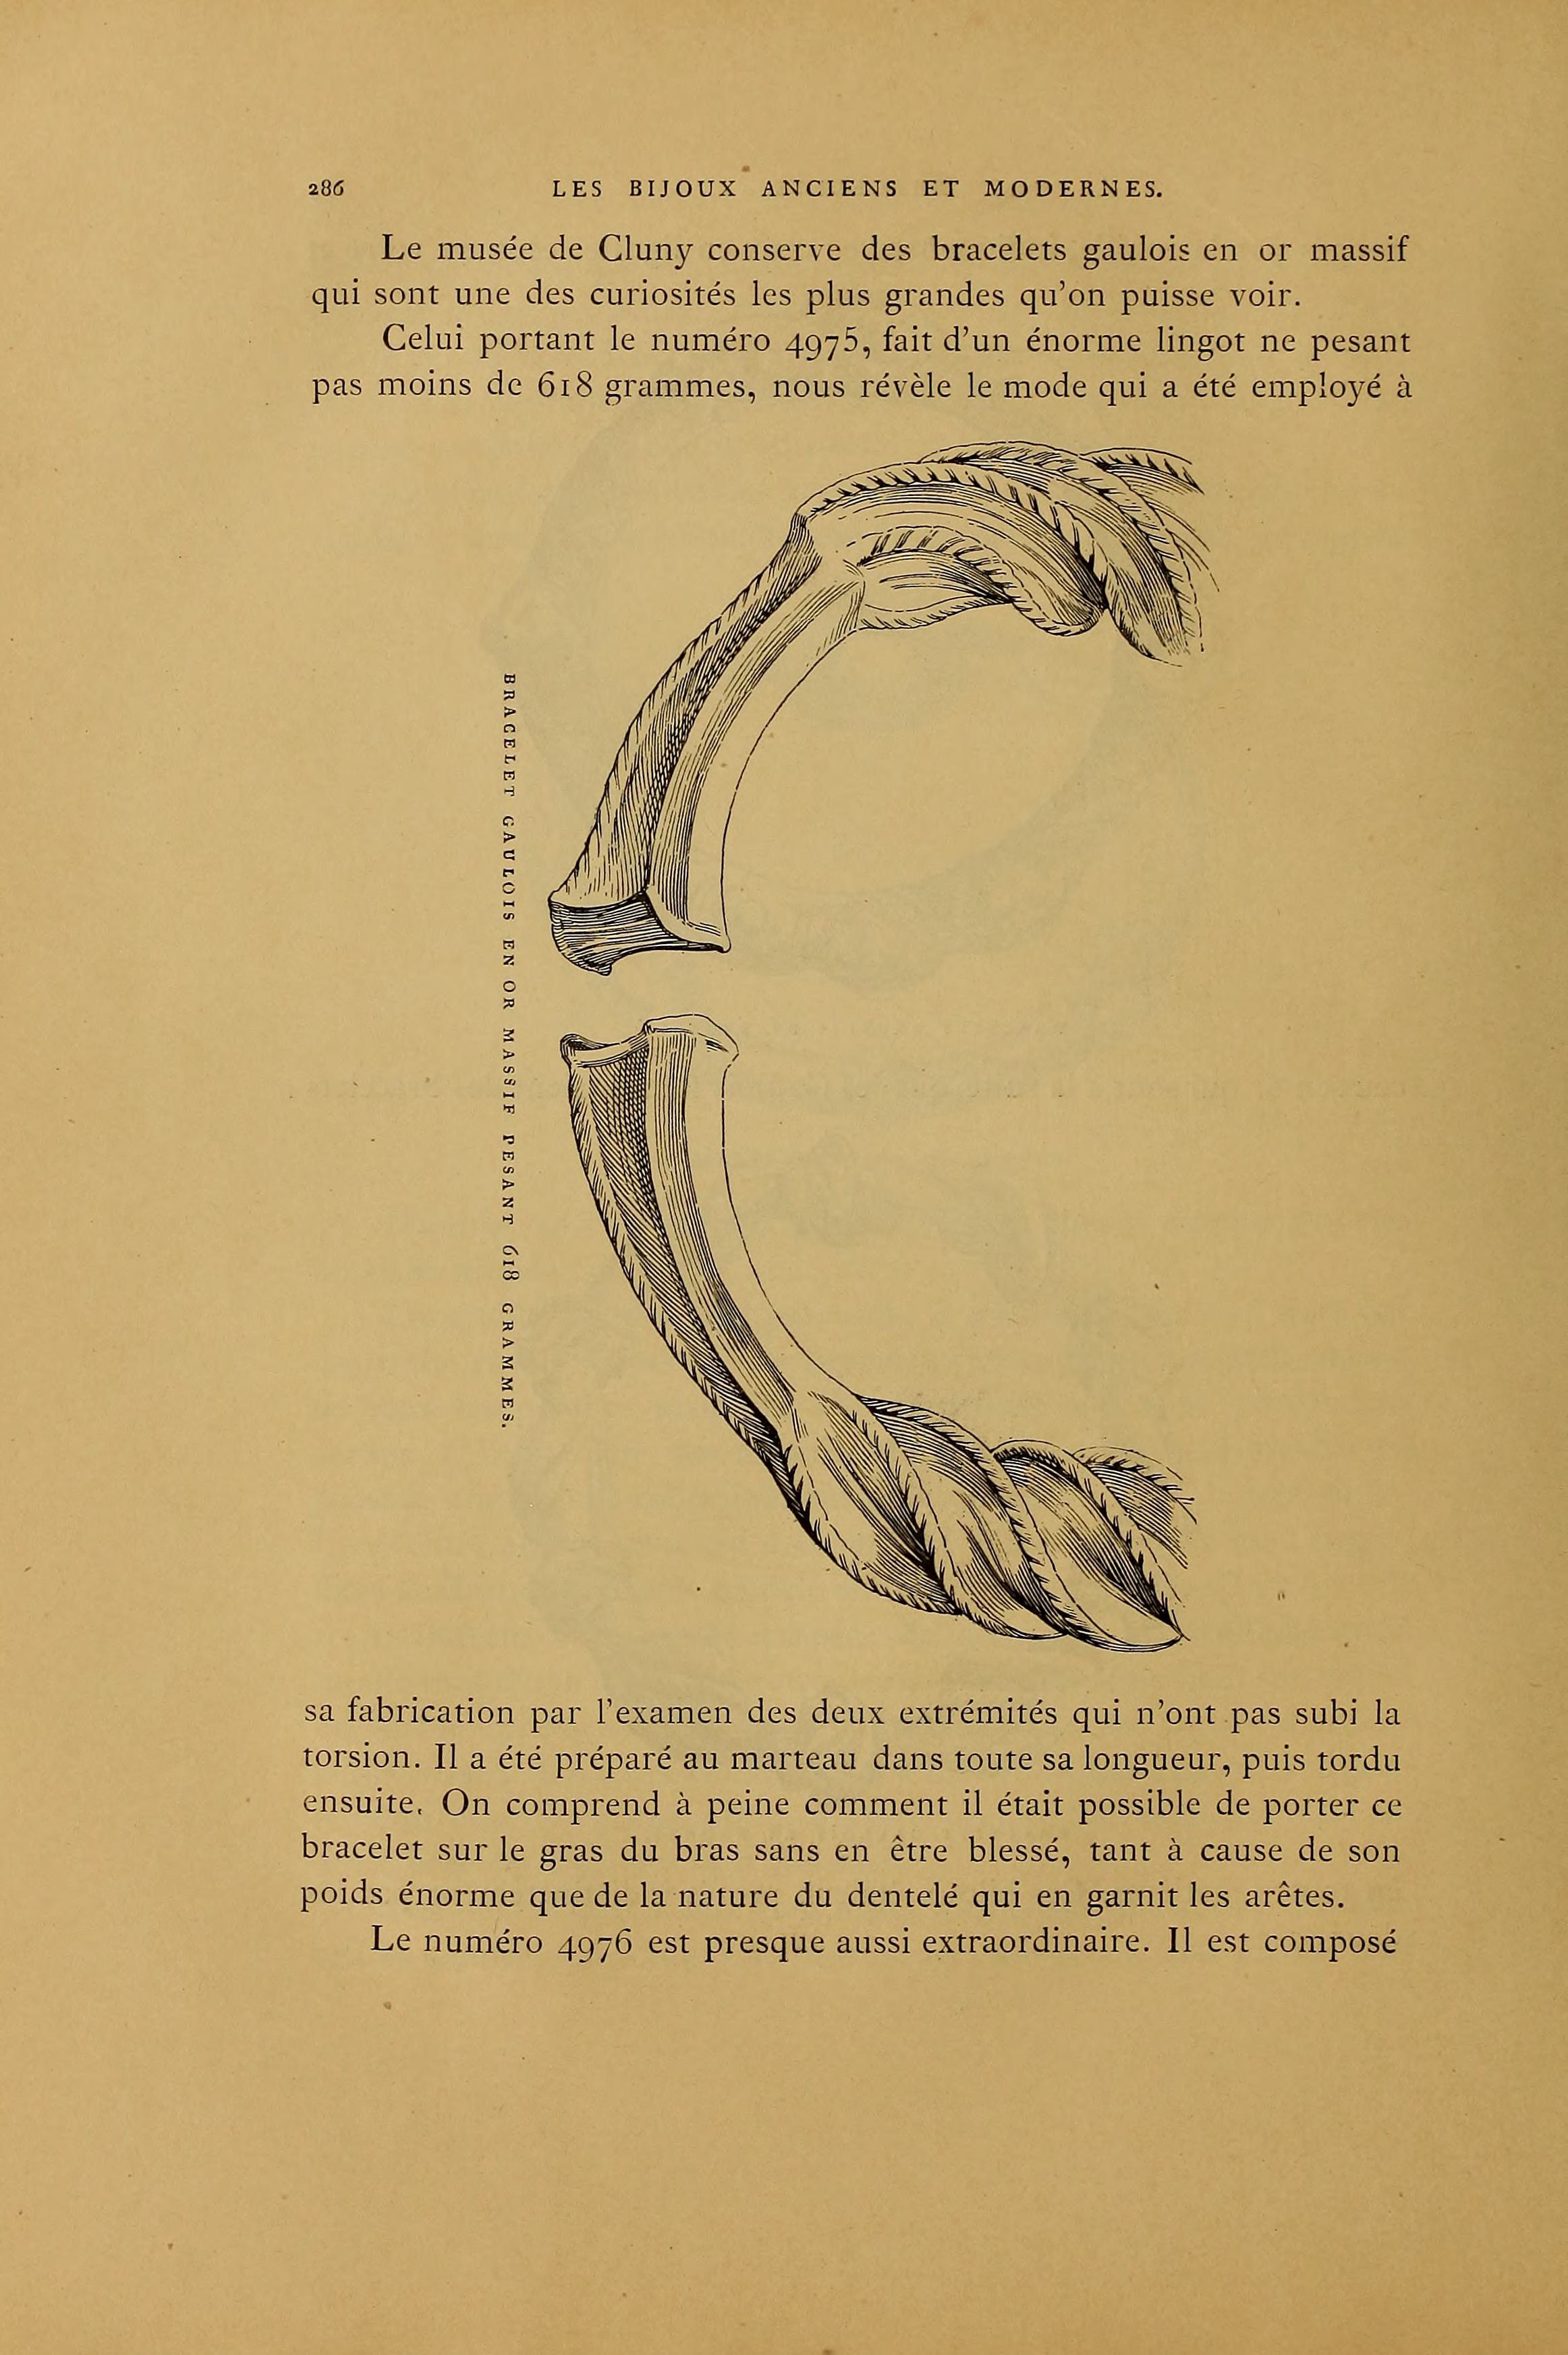 286 LES BIJOUX ANCIENS ET MODERNES.
Le musée de Cluny conserve des bracelets gaulois en or massif
qui sont une des curiosités les plus grandes qu’on puisse voir.
Celui portant le numéro 4975, fait d’un énorme lingot ne pesant
pas moins de 618 grammes, nous révèle le mode qui a été employé à
BRACELET GAULOIS EN OR MASSIF PESANT 618 GRAMMES.
sa fabrication par l’examen des deux extrémités qui n’ont pas subi la
torsion. Il a été préparé au marteau dans toute sa longueur, puis tordu
ensuite. On comprend à peine comment il était possible de porter ce
bracelet sur le gras du bras sans en être blessé, tant à cause de son
poids énorme que de la nature du dentelé qui en garnit les arêtes.
Le numéro 4976 est presque aussi extraordinaire. Il est composé